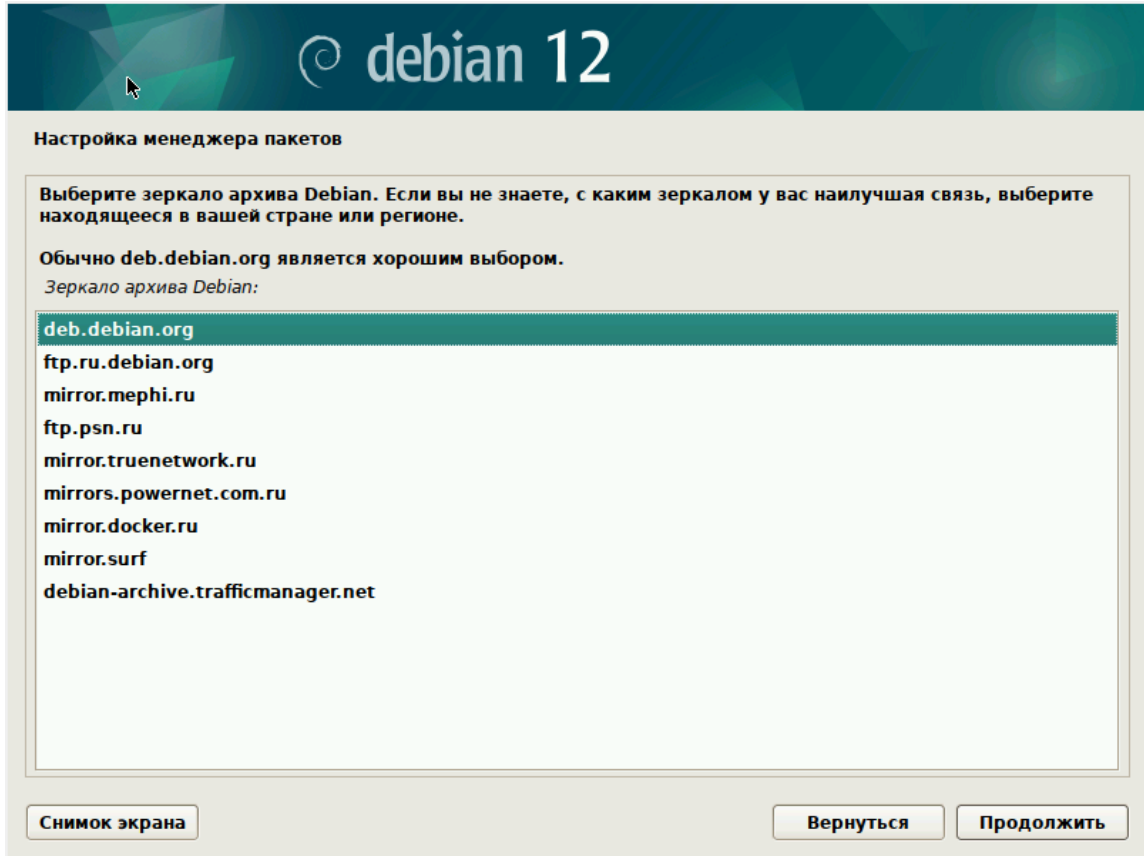 debian 12
Настройка менеджера пакетов
Выберите зеркало архива Debian. Если вы не знаете, с каким зеркалом у вас наилучшая связь, выберите
находящееся в вашей стране или регионе.
Обычно deb.debian.org является хорошим выбором.
Зеркало архива Debian:
deb.debian.org
ftp.ru.debian.org
mirror.mephi.ru
ftp.psn.ru
mirror.truenetwork.ru
mirrors.powernet.com.ru
mirror.docker.ru
mirror.surf
debian-archive.trafficmanager.net
Снимок экрана
Вернуться
Продолжить